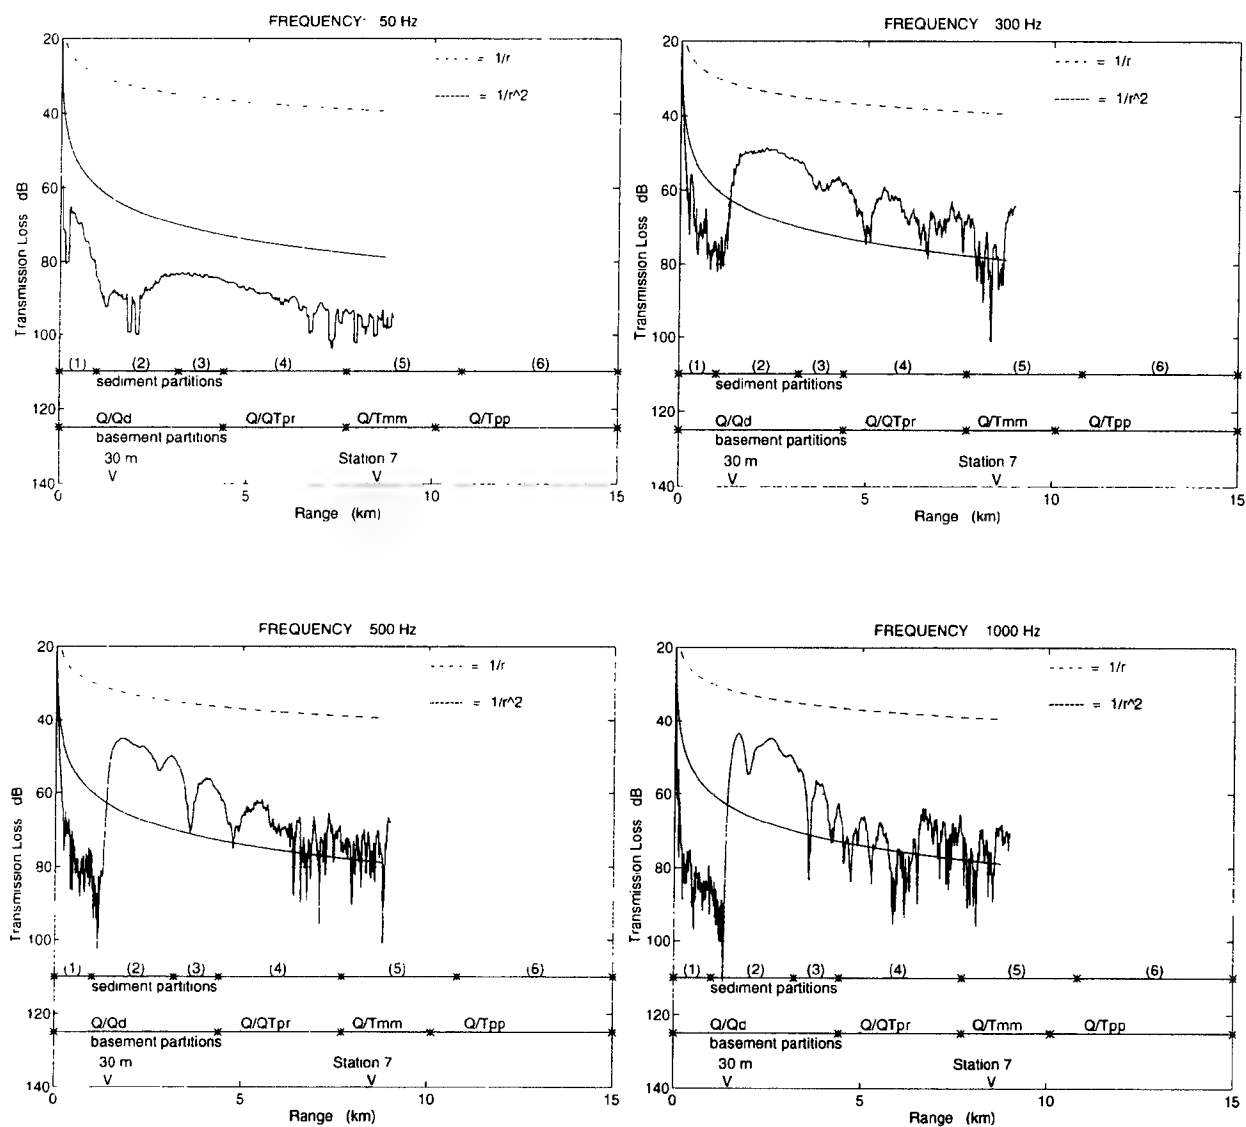 FREQUENCY 50 Hz
20
40
60
80
100
120
140
Transmission Loss dB
= 1/r
= 1/r^2
(1) (2) (3) (4) (5) (6)
sediment partitions
Q/Qd Q/QTpr Q/Tmm Q/Tpp
basement partitions
30 m Station 7
V V
0 5 10 15
Range (km)
FREQUENCY 300 Hz
20
40
60
80
100
120
140
Transmission Loss dB
= 1/r
= 1/r^2
(1) (2) (3) (4) (5) (6)
sediment partitions
Q/Qd Q/QTpr Q/Tmm Q/Tpp
basement partitions
30 m Station 7
V V
0 5 10 15
Range (km)
FREQUENCY 500 Hz
20
40
60
80
100
120
140
Transmission Loss dB
= 1/r
= 1/r^2
(1) (2) (3) (4) (5) (6)
sediment partitions
Q/Qd Q/QTpr Q/Tmm Q/Tpp
basement partitions
30 m Station 7
V V
0 5 10 15
Range (km)
FREQUENCY 1000 Hz
20
40
60
80
100
120
140
Transmission Loss dB
= 1/r
= 1/r^2
(1) (2) (3) (4) (5) (6)
sediment partitions
Q/Qd Q/QTpr Q/Tmm Q/Tpp
basement partitions
30 m Station 7
V V
0 5 10 15
Range (km)